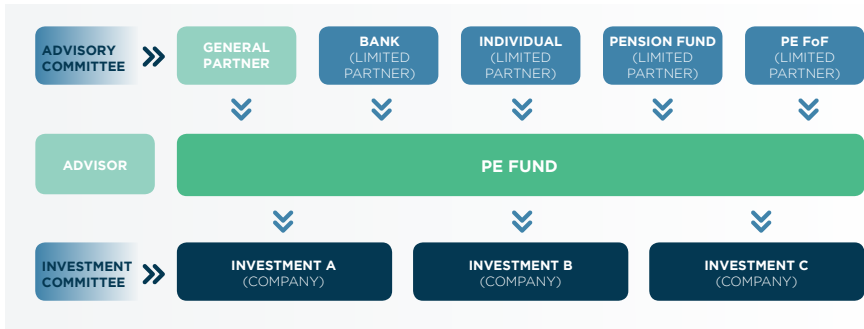 ADVISORY
COMMITTEE
GENERAL
PARTNER
BANK
(LIMITED
PARTNER)
INDIVIDUAL
(LIMITED
PARTNER)
PENSION FUND
(LIMITED
PARTNER)
PE FoF
(LIMITED
PARTNER)
ADVISOR
PE FUND
INVESTMENT
COMMITTEE
INVESTMENT A
(COMPANY)
INVESTMENT B
(COMPANY)
INVESTMENT C
(COMPANY)